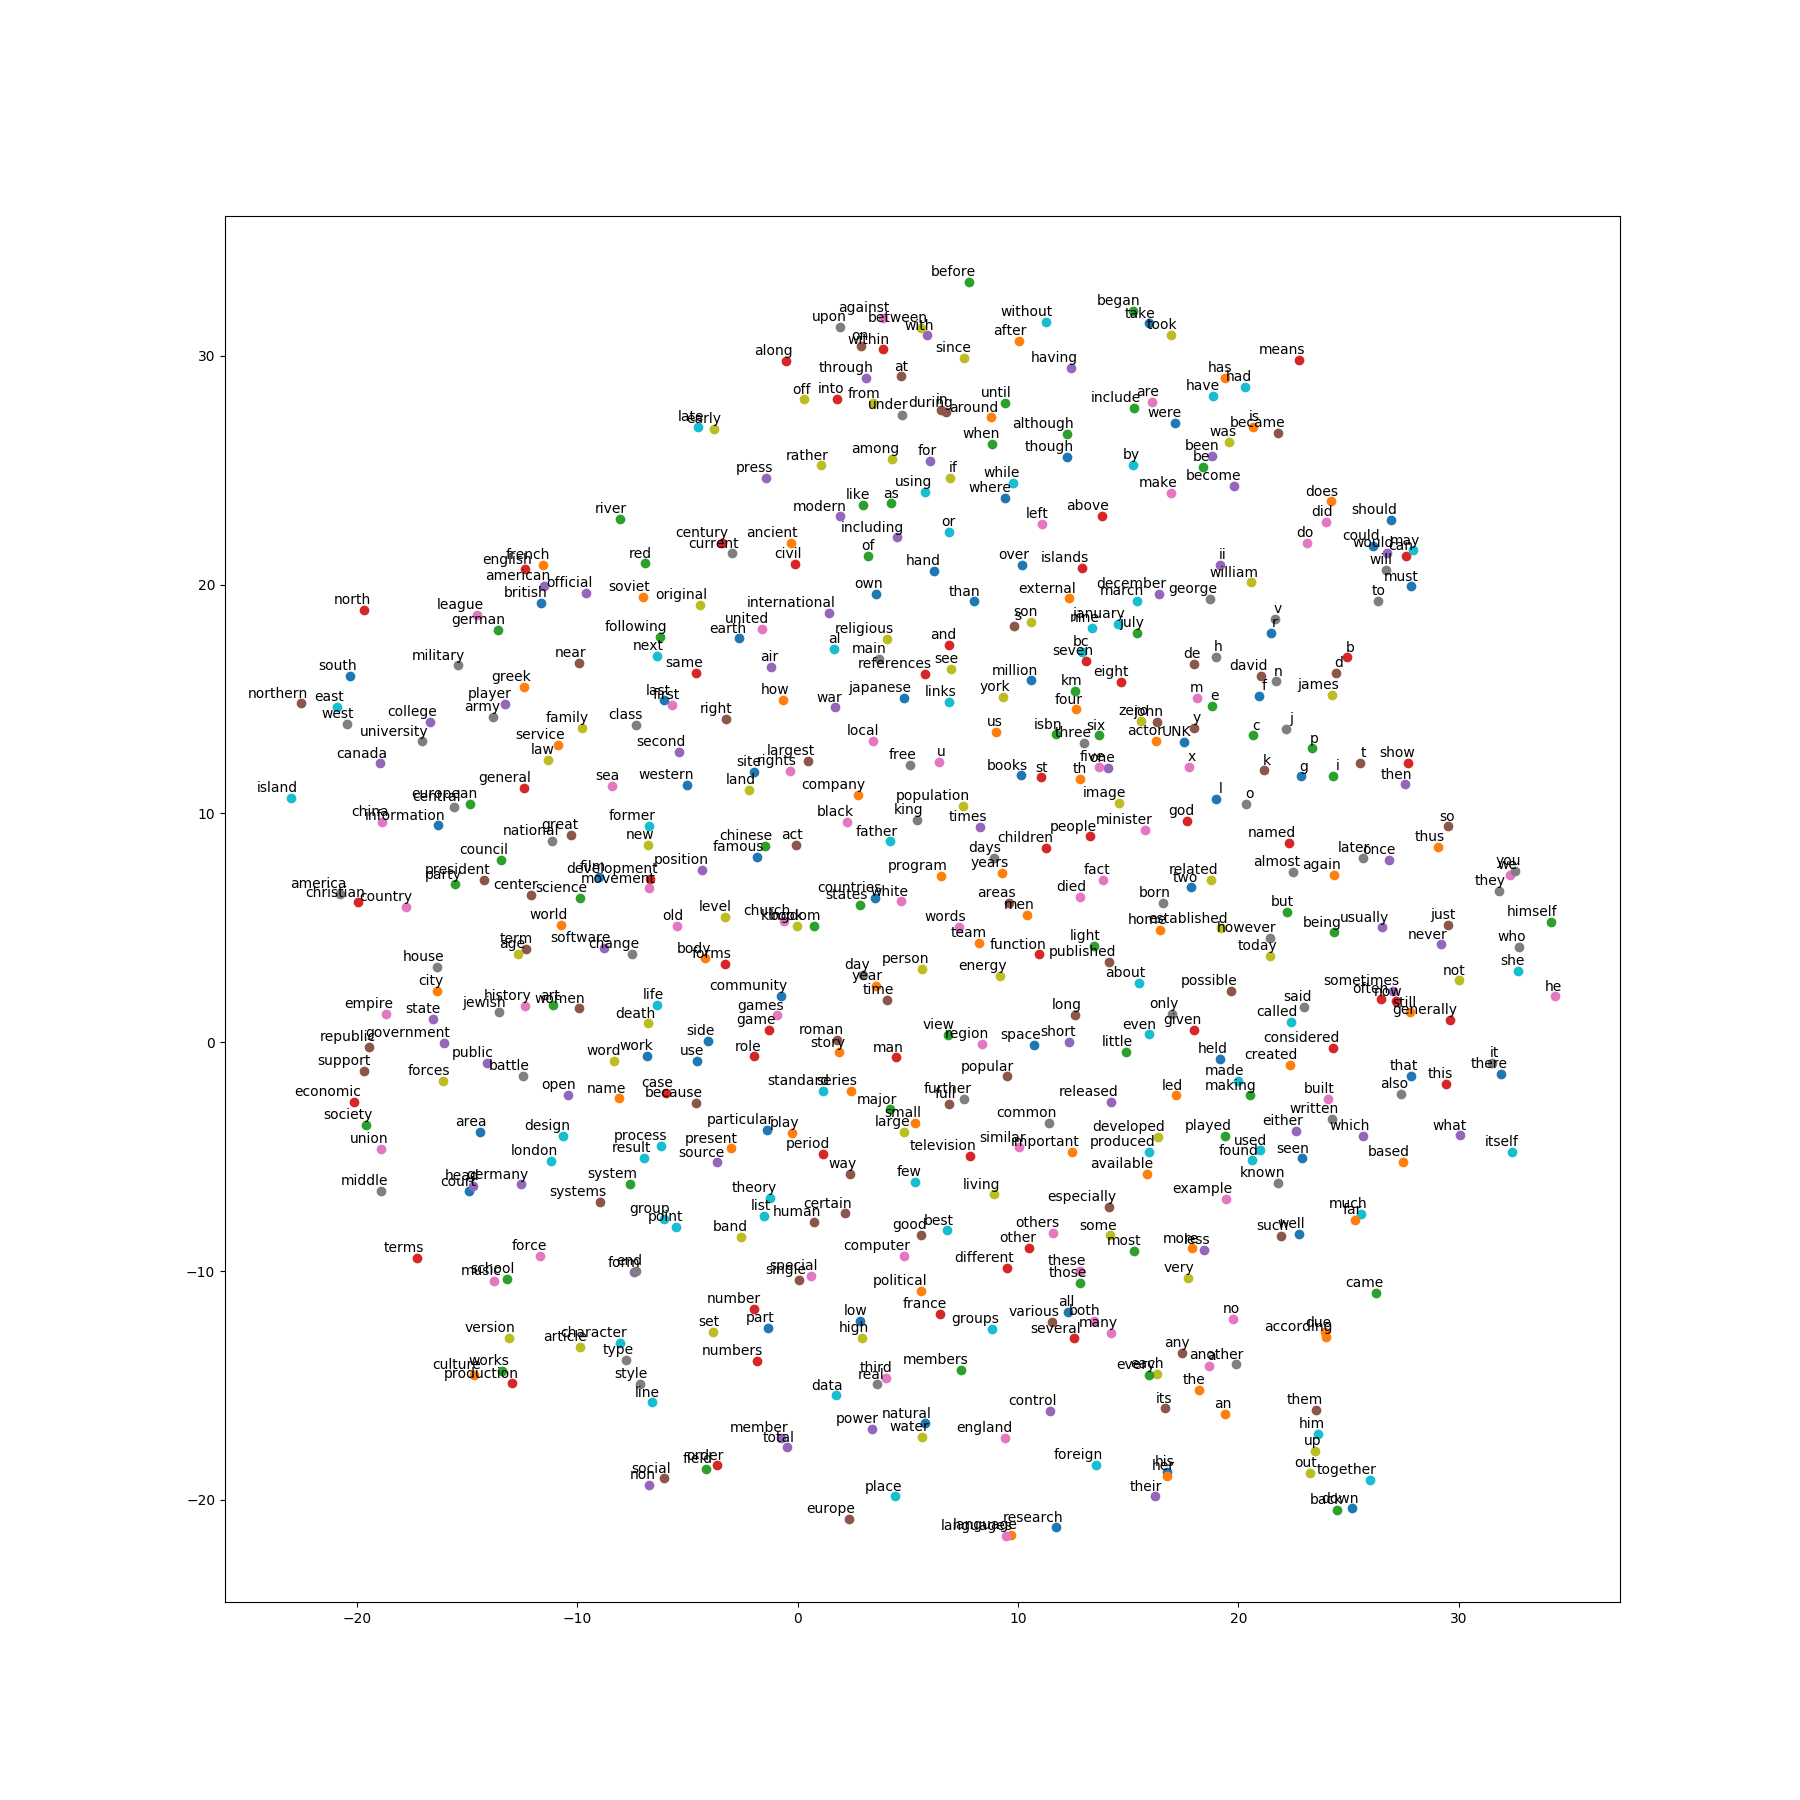 before
began
against
take
upon
between
without
with
took
after
on
within
since
along
means
having
through
at
has
had
have
off
into
from
until
are
include
under
during
in
around
were
late
early
although
is
became
when
was
though
been
among
for
by
be
rather
press
if
while
become
using
where
make
does
like
as
modern
left
above
did
should
river
including
or
do
could
century
ancient
of
would
may
current
can
french
red
civil
hand
over
islands
ii
will
english
william
american
official
soviet
own
external
december
george
must
british
original
than
march
to
north
international
league
son
january
v
german
following
united
s
nine
july
r
earth
religious
and
next
al
bc
h
b
military
near
main
seven
de
south
same
air
references
see
million
eight
david
n
d
greek
km
northern
east
player
last
first
how
war
japanese
links
york
four
m
e
f
james
west
college
army
right
zero
john
university
family
class
us
isbn
six
actor
UNK
y
c
j
service
second
local
three
p
canada
law
largest
free
u
five
one
x
t
show
site
rights
books
st
th
k
g
i
then
island
general
sea
western
land
company
image
l
o
european
central
population
china
information
former
black
king
times
minister
god
so
national
great
new
chinese
act
father
children
people
named
thus
council
famous
days
later
once
president
film
development
position
program
years
fact
related
almost
again
you
we
party
movement
two
they
america
christian
country
center
science
countries
states
white
areas
died
born
world
level
church
kingdom
book
men
but
himself
old
words
home
established
being
usually
just
term
age
software
change
team
light
however
never
who
house
body
forms
function
published
today
day
person
energy
she
city
year
about
possible
sometimes
not
empire
history
art
women
life
community
time
often
now
he
state
jewish
death
games
long
only
said
still
generally
game
called
republic
government
side
roman
view
region
space
short
even
given
considered
support
public
word
work
use
role
story
man
little
held
created
it
there
forces
battle
popular
made
that
economic
open
name
case
because
standard
series
further
full
released
led
making
built
also
this
society
major
common
written
area
design
particular
play
small
large
developed
played
either
which
what
union
london
process
result
present
source
period
television
similar
important
produced
used
found
seen
based
itself
middle
head
court
germany
system
way
few
available
known
systems
theory
living
example
group
point
list
human
certain
especially
much
far
band
good
best
others
some
such
well
terms
force
computer
other
most
more
less
music
school
form
end
special
single
different
these
those
very
came
political
number
france
all
part
low
various
both
no
version
set
high
groups
several
many
due
according
article
character
type
numbers
members
any
culture
works
production
style
third
real
every
each
another
a
line
data
the
its
an
them
control
power
natural
water
england
him
member
total
up
order
field
foreign
his
her
out
together
social
non
place
their
back
down
europe
research
languages
language
30
20
10
0
−10
−20
−20
−10
0
10
20
30